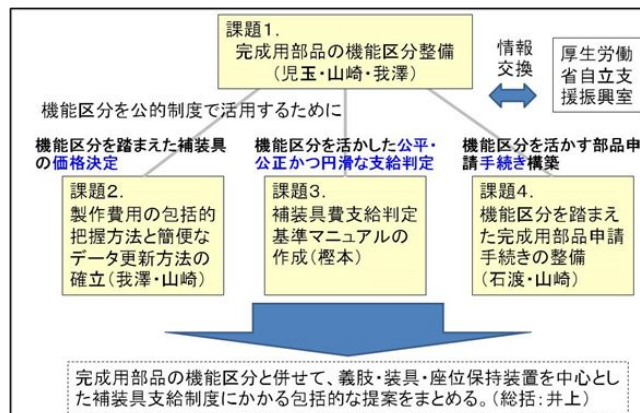 課題1.
完成用部品の機能区分整備
(児玉・山崎・我澤)
情報
交換
厚生労働
省自立支
援振興室
機能区分を公的制度で活用するために
機能区分を踏まえた補装具
の価格決定
機能区分を活かした公平・
公正かつ円滑な支給判定
機能区分を活かす部品申
請手続き構築
課題2.
製作費用の包括的
把握方法と簡便な
データ更新方法の
確立(我澤・山崎)
課題3.
補装具費支給判定
基準マニュアルの
作成(樫本)
課題4.
機能区分を踏まえ
た完成用部品申請
手続きの整備
(石渡・山崎)
完成用部品の機能区分と併せて、義肢・装具・座位保持装置を中心とし
た補装具支給制度にかかる包括的な提案をまとめる。(総括:井上)